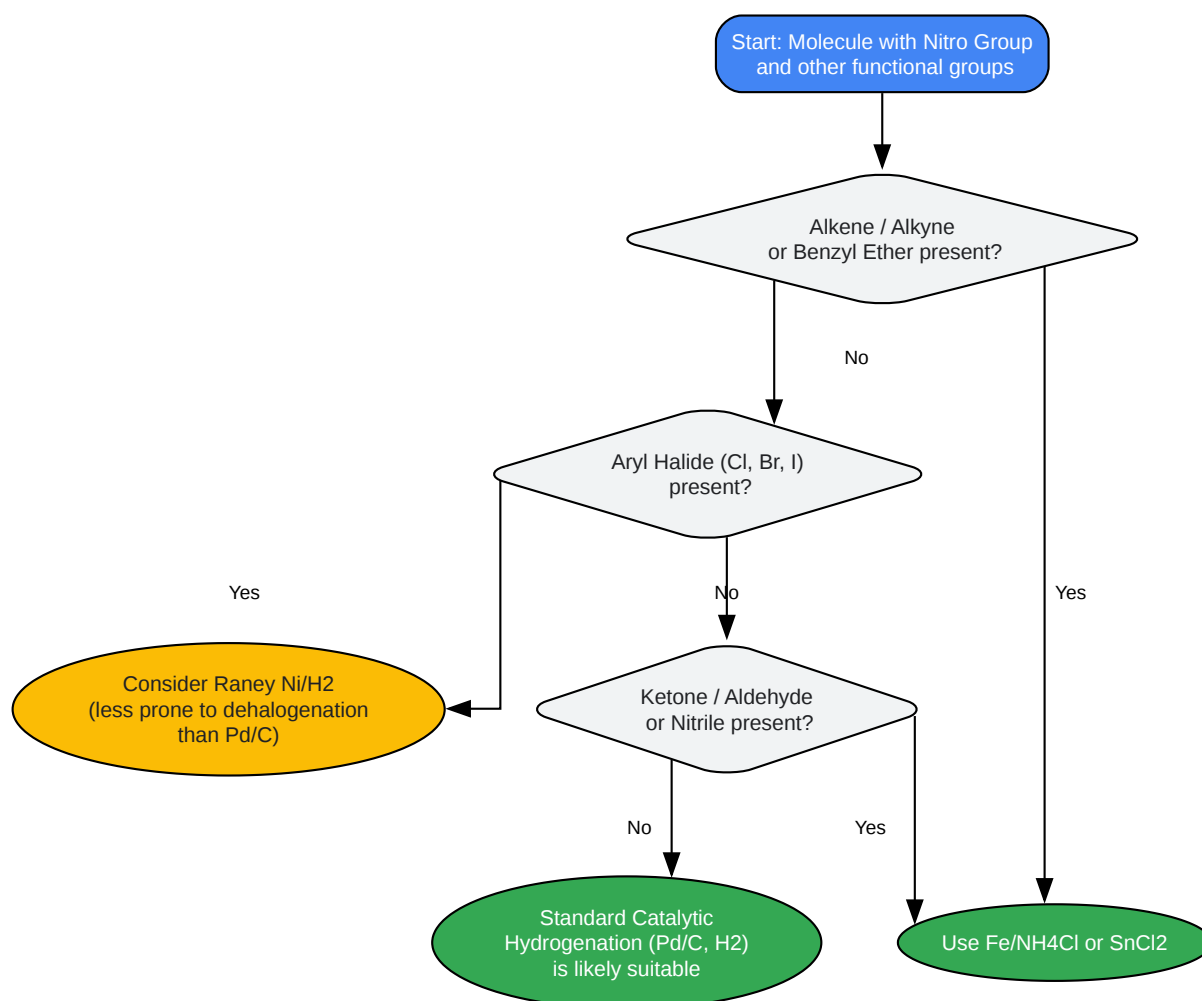 Start: Molecule with Nitro Group
and other functional groups
Alkene / Alkyne
or Benzyl Ether present?
No
Aryl Halide (Cl, Br, I)
present?
Yes
No
Yes
Consider Raney Ni/H2
(less prone to dehalogenation
than Pd/C)
Ketone / Aldehyde
or Nitrile present?
No
Yes
Standard Catalytic
Hydrogenation (Pd/C, H2)
is likely suitable
Use Fe/NH4Cl or SnCl2